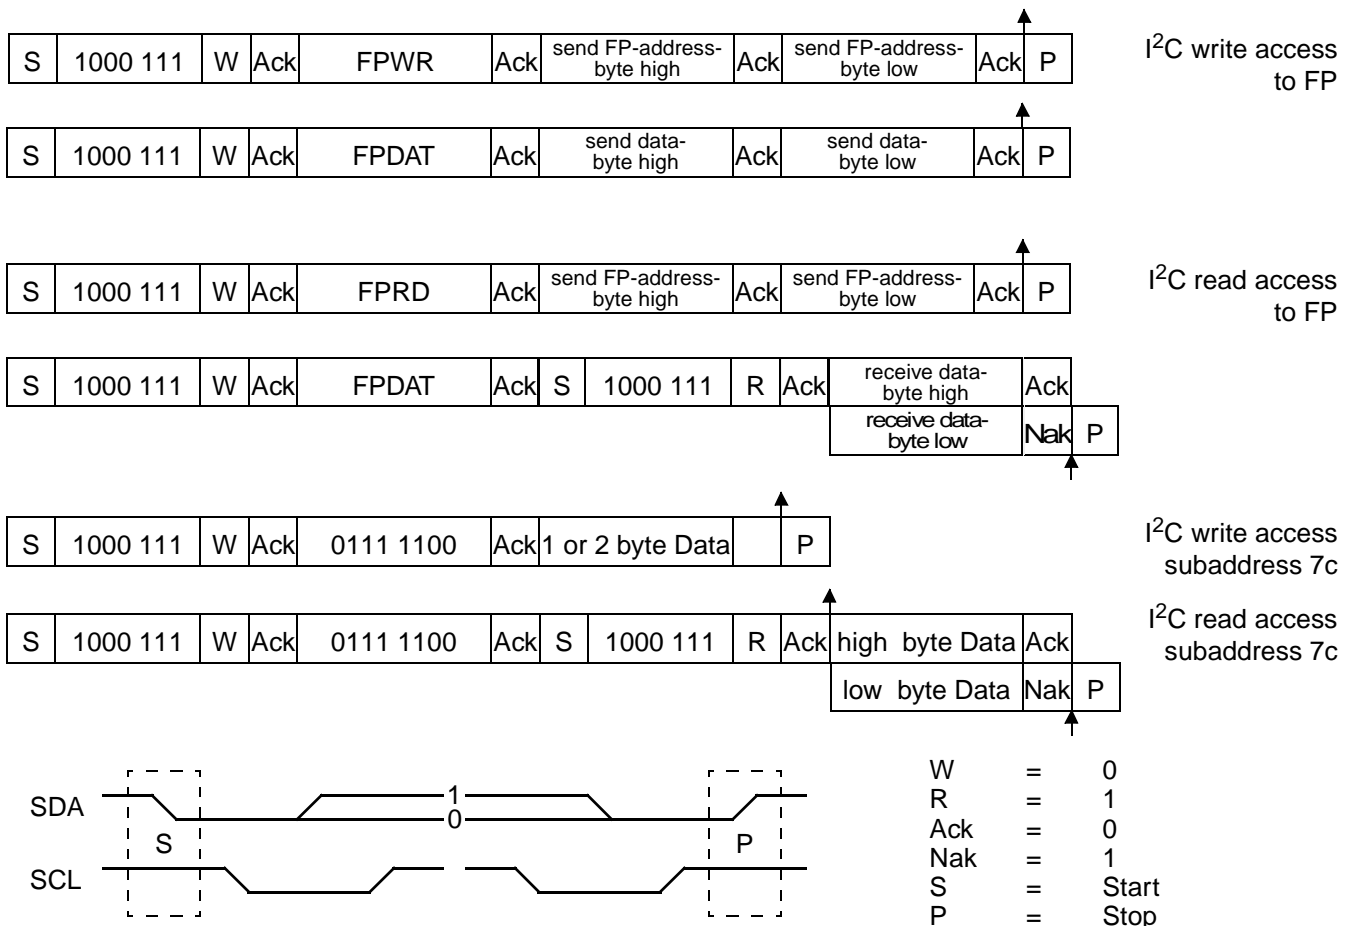 S 1000 111 W Ack FPWR Ack send FP-address-byte high Ack send FP-address-byte low Ack P I²C write access to FP
S 1000 111 W Ack FPDAT Ack send data-byte high Ack send data-byte low Ack P
S 1000 111 W Ack FPRD Ack send FP-address-byte high Ack send FP-address-byte low Ack P I²C read access to FP
S 1000 111 W Ack FPDAT Ack S 1000 111 R Ack receive data-byte high Ack
receive data-byte low Nak P
S 1000 111 W Ack 0111 1100 Ack 1 or 2 byte Data P I²C write access subaddress 7c
S 1000 111 W Ack 0111 1100 Ack S 1000 111 R Ack high byte Data Ack I²C read access subaddress 7c
low byte Data Nak P
SDA 1
0
S P
SCL
W = 0
R = 1
Ack = 0
Nak = 1
S = Start
P = Stop